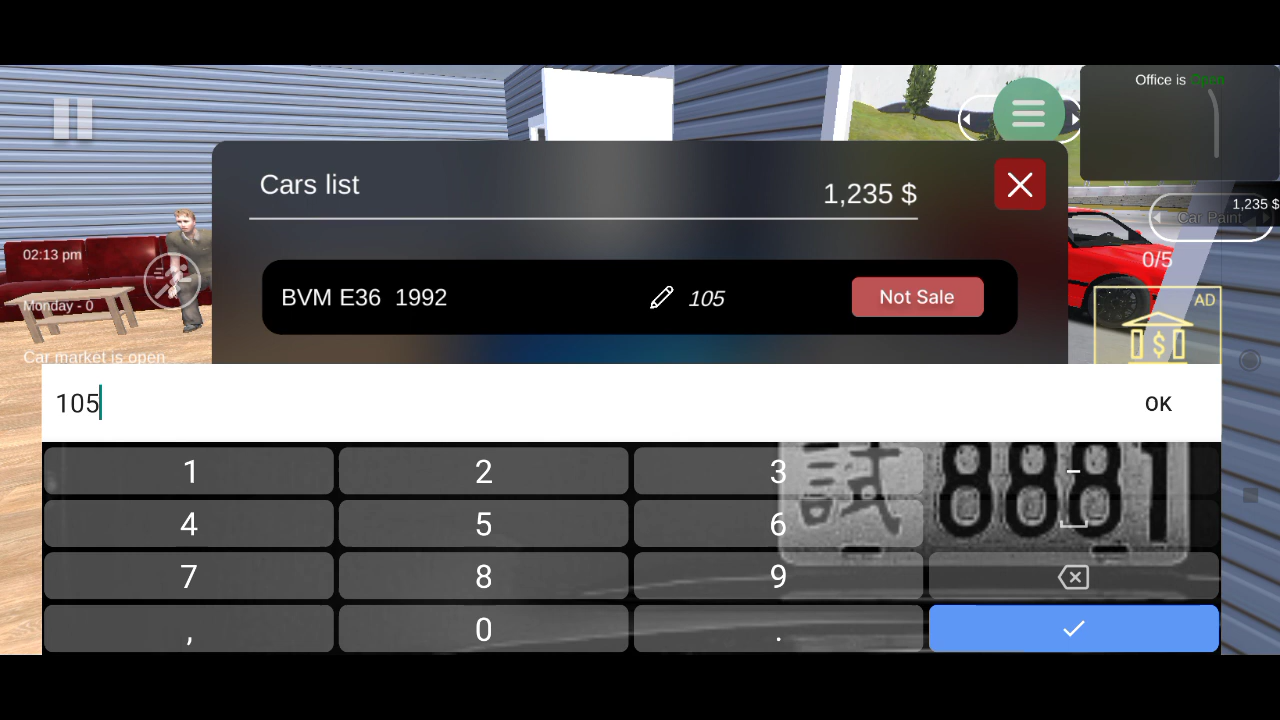 Office is Open
Cars list
1,235 $
1,235 $
Car Paint
02:13 pm
0/5
BVM E36 1992
105
Not Sale
AD
Monday - 0
Car market is open
$
105
OK
1
2
3
-
試 8881
4
5
6
7
8
9
,
0
.